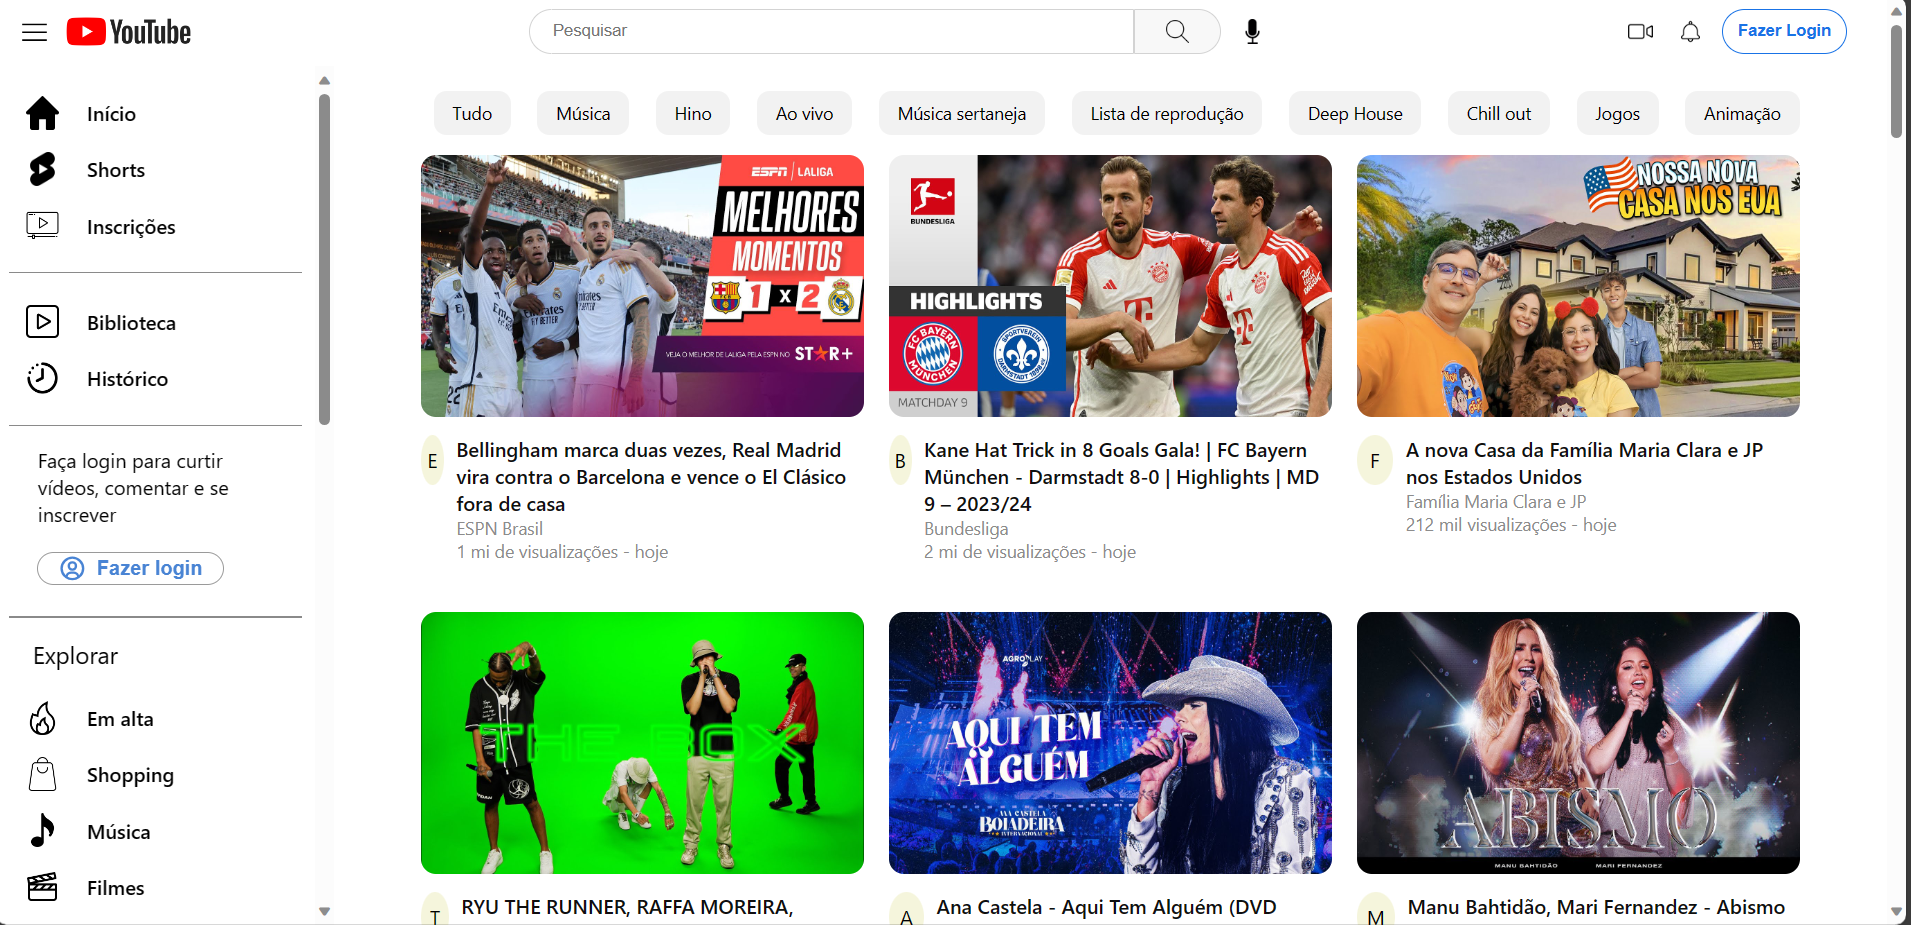 YouTube
Pesquisar
Fazer Login
Início
Shorts
Inscrições
Biblioteca
Histórico
Faça login para curtir
vídeos, comentar e se
inscrever
Fazer login
Explorar
Em alta
Shopping
Música
Filmes
Tudo
Música
Hino
Ao vivo
Música sertaneja
Lista de reprodução
Deep House
Chill out
Jogos
Animação
ESPN LALIGA
MELHORES
MOMENTOS
1 X 2
VEJA O MELHOR DE LALIGA PELA ESPN NO STAR+
E
Bellingham marca duas vezes, Real Madrid
vira contra o Barcelona e vence o El Clásico
fora de casa
ESPN Brasil
1 mi de visualizações - hoje
BUNDESLIGA
HIGHLIGHTS
FC BAYERN
MÜNCHEN
SPORTVEREIN
DARMSTADT 1898
MATCHDAY 9
B
Kane Hat Trick in 8 Goals Gala! | FC Bayern
München - Darmstadt 8-0 | Highlights | MD
9 – 2023/24
Bundesliga
2 mi de visualizações - hoje
NOSSA NOVA
CASA NOS EUA
F
A nova Casa da Família Maria Clara e JP
nos Estados Unidos
Família Maria Clara e JP
212 mil visualizações - hoje
THE BOX
T
RYU THE RUNNER, RAFFA MOREIRA,
AGROPLAY
AQUI TEM
ALGUÉM
ANA CASTELA
BOIADEIRA
INTERNACIONAL
A
Ana Castela - Aqui Tem Alguém (DVD
ABISMO
MANU BAHTIDÃO MARI FERNANDEZ
M
Manu Bahtidão, Mari Fernandez - Abismo